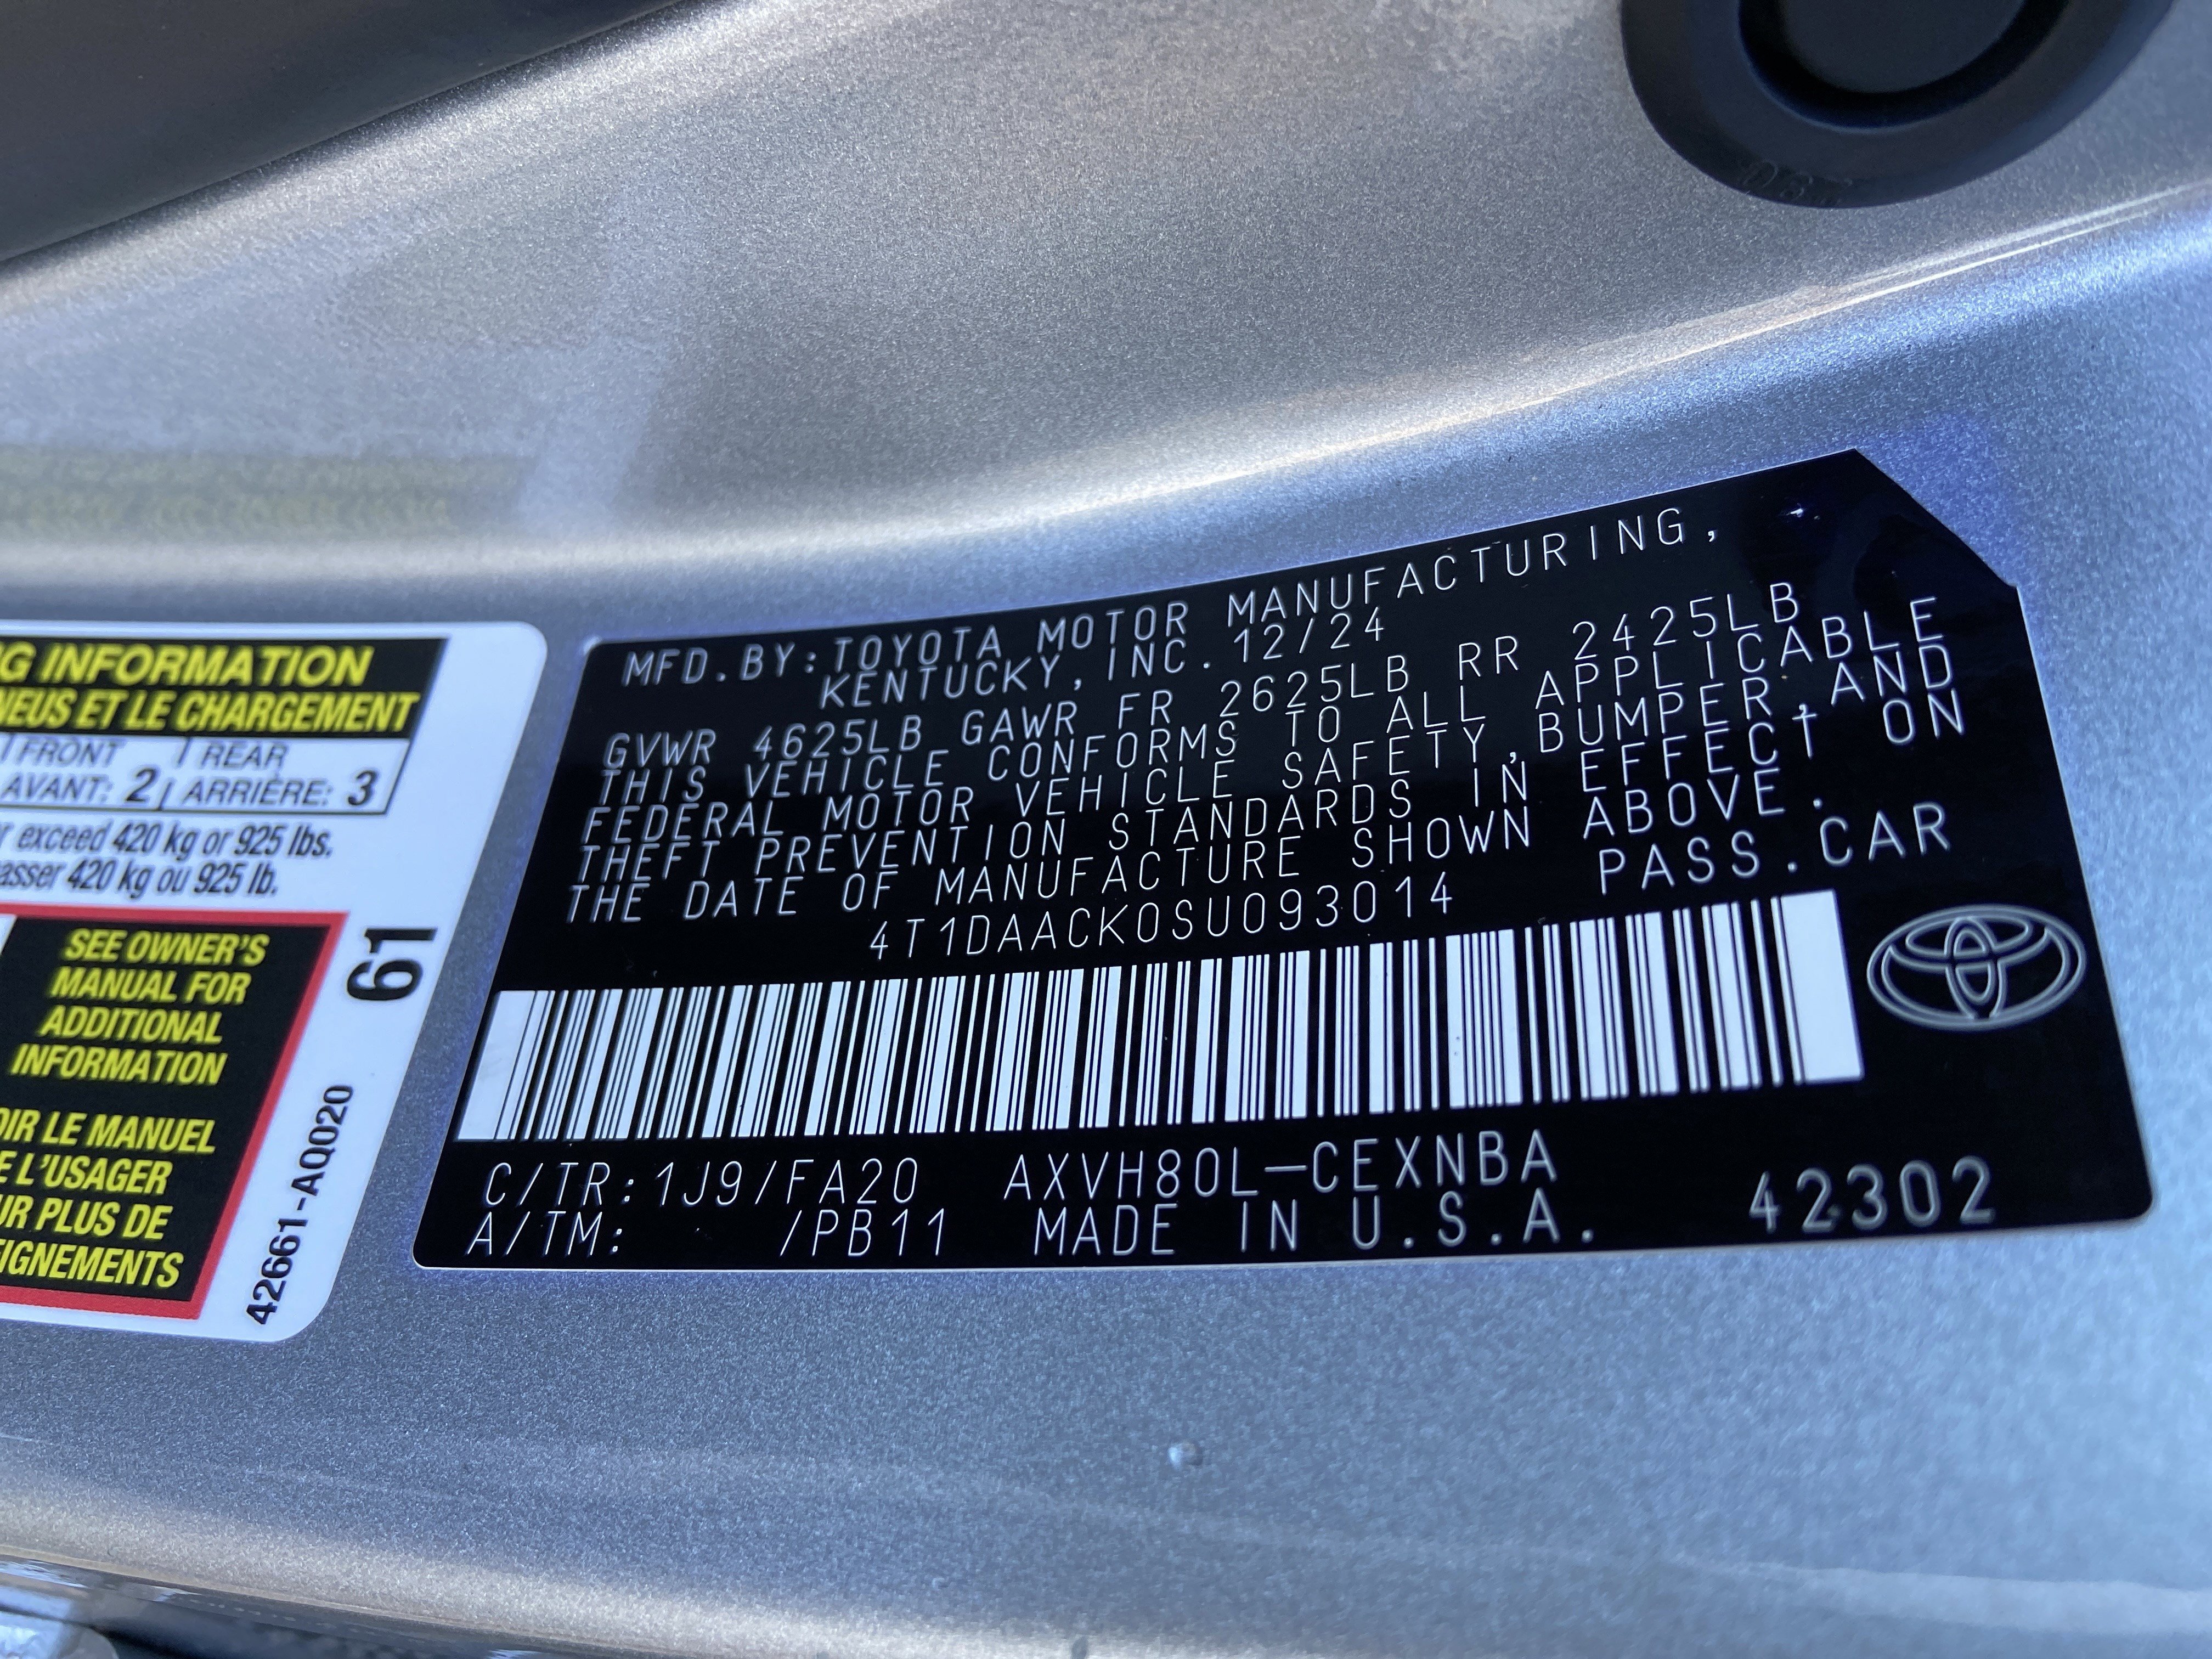 G INFORMATION
NEUS ET LE CHARGEMENT
FRONT REAR
AVANT: 2 ARRIÈRE: 3
exceed 420 kg or 925 lbs.
asser 420 kg ou 925 lb.
SEE OWNER'S
MANUAL FOR
ADDITIONAL
INFORMATION
OIR LE MANUEL
E L'USAGER
UR PLUS DE
EIGNEMENTS
61
42661-AQ020
MFD.BY:TOYOTA MOTOR MANUFACTURING,
KENTUCKY,INC.12/24
GVWR 4625LB GAWR FR 2625LB RR 2425LB
THIS VEHICLE CONFORMS TO ALL APPLICABLE
FEDERAL MOTOR VEHICLE SAFETY,BUMPER,AND
THEFT PREVENTION STANDARDS IN EFFECT ON
THE DATE OF MANUFACTURE SHOWN ABOVE.
4T1DAACK0SU093014 PASS.CAR
C/TR:1J9/FA20 AXVH80L-CEXNBA
A/TM: /PB11 MADE IN U.S.A. 42302